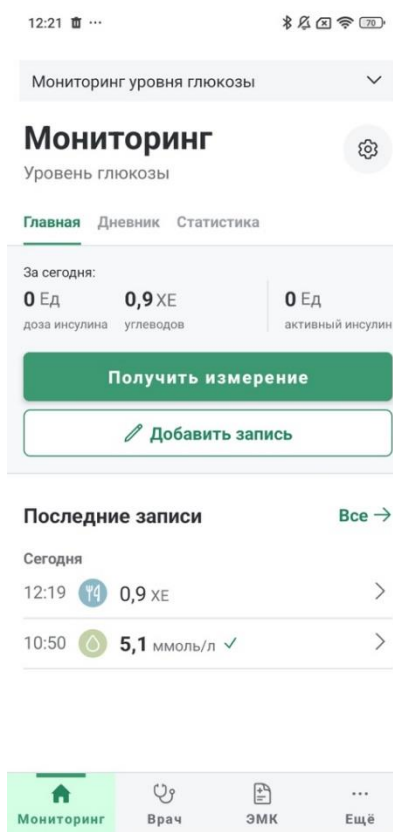 12:21 ...
70
Мониторинг уровня глюкозы
Мониторинг
Уровень глюкозы
Главная Дневник Статистика
За сегодня:
0 Ед 0,9 ХЕ 0 Ед
доза инсулина углеводов активный инсулин
Получить измерение
Добавить запись
Последние записи Все →
Сегодня
12:19 0,9 ХЕ
10:50 5,1 ммоль/л ✓
Мониторинг Врач ЭМК Ещё